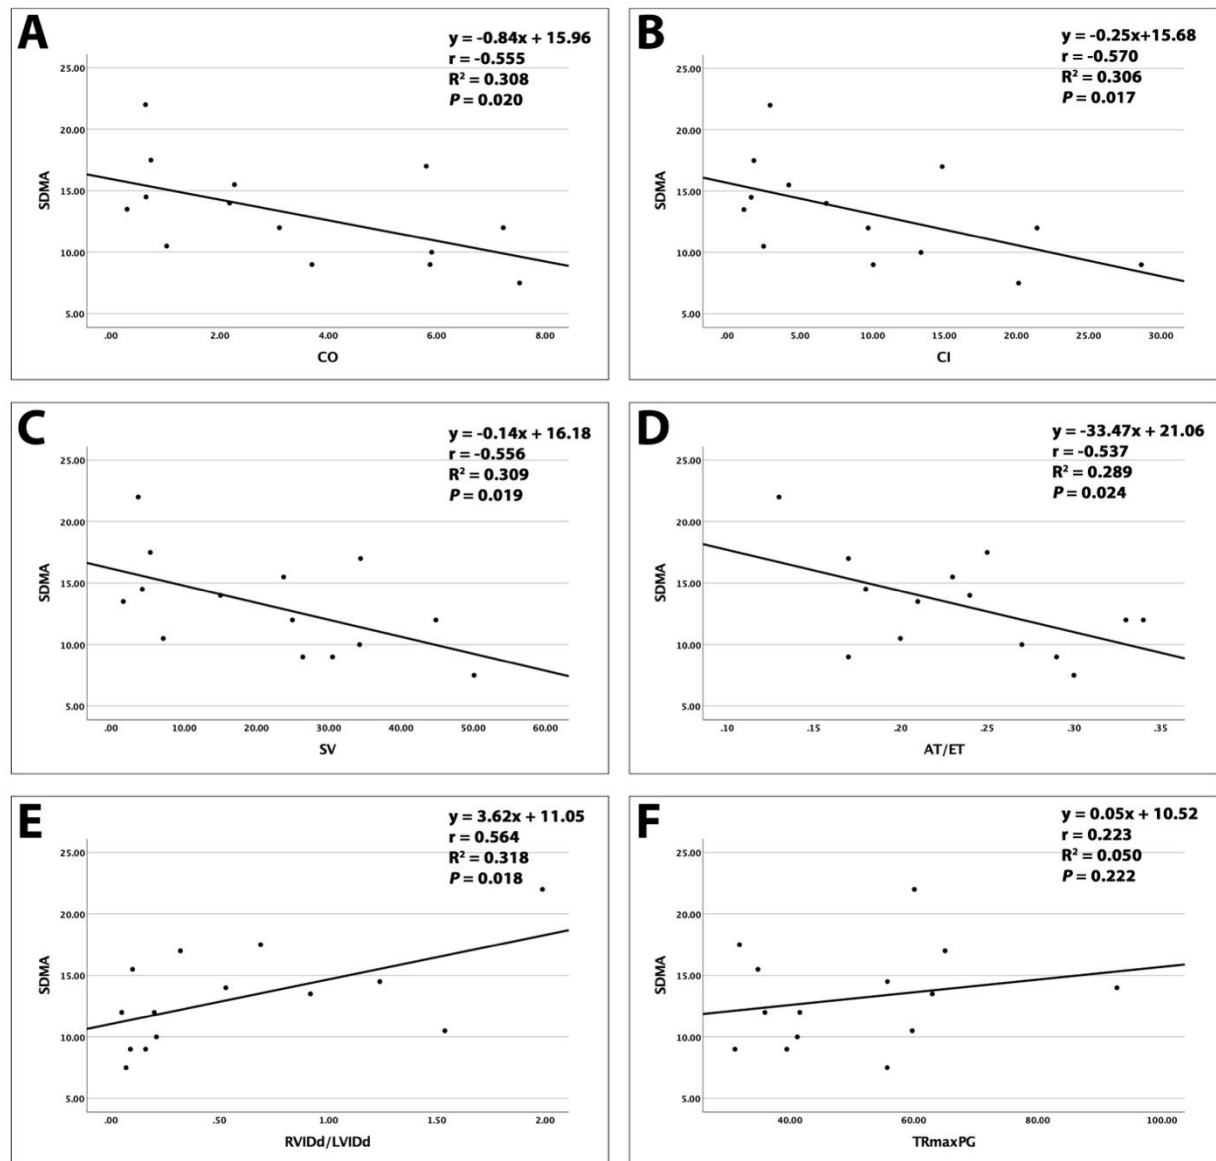 A
y = -0.84x + 15.96
r = -0.555
R² = 0.308
P = 0.020
25.00
20.00
15.00
10.00
5.00
SDMA
.00 2.00 4.00 6.00 8.00
CO
B
y = -0.25x+15.68
r = -0.570
R² = 0.306
P = 0.017
25.00
20.00
15.00
10.00
5.00
SDMA
.00 5.00 10.00 15.00 20.00 25.00 30.00
CI
C
y = -0.14x + 16.18
r = -0.556
R² = 0.309
P = 0.019
25.00
20.00
15.00
10.00
5.00
SDMA
.00 10.00 20.00 30.00 40.00 50.00 60.00
SV
D
y = -33.47x + 21.06
r = -0.537
R² = 0.289
P = 0.024
25.00
20.00
15.00
10.00
5.00
SDMA
.10 .15 .20 .25 .30 .35
AT/ET
E
y = 3.62x + 11.05
r = 0.564
R² = 0.318
P = 0.018
25.00
20.00
15.00
10.00
5.00
SDMA
.00 .50 1.00 1.50 2.00
RVIDd/LVIDd
F
y = 0.05x + 10.52
r = 0.223
R² = 0.050
P = 0.222
25.00
20.00
15.00
10.00
5.00
SDMA
40.00 60.00 80.00 100.00
TRmaxPG